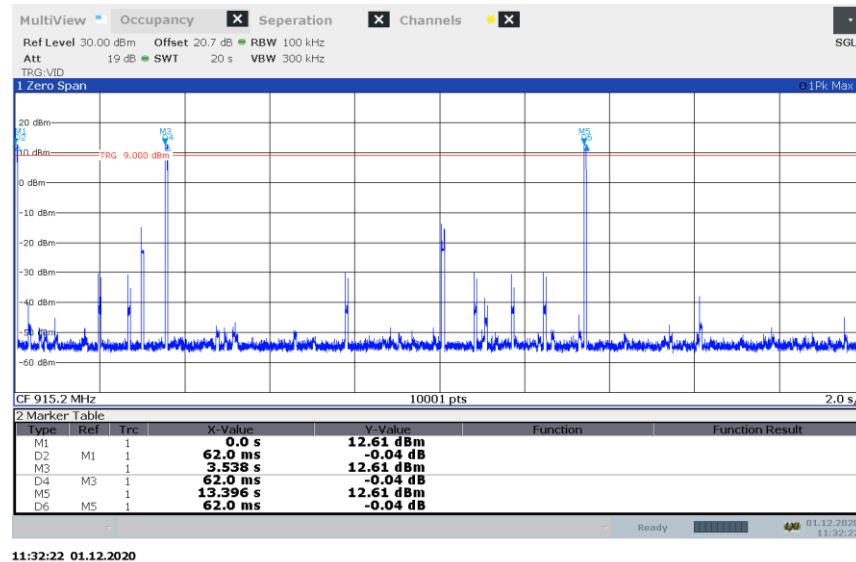 MultiView Occupancy X Seperation X Channels X
Ref Level 30.00 dBm Offset 20.7 dB RBW 100 kHz
SGL
Att 19 dB SWT 20 s VBW 300 kHz
TRG:VID
1 Zero Span 1Pk Max
20 dBm
M1
D2
M3
D4
M5
D6
10 dBm
TRG 9.000 dBm
0 dBm
-10 dBm
-20 dBm
-30 dBm
-40 dBm
-50 dBm
-60 dBm
CF 915.2 MHz 10001 pts 2.0 s/
2 Marker Table
Type Ref Trc X-Value Y-Value Function Function Result
M1 1 0.0 s 12.61 dBm
D2 M1 1 62.0 ms -0.04 dB
M3 1 3.538 s 12.61 dBm
D4 M3 1 62.0 ms -0.04 dB
M5 1 13.396 s 12.61 dBm
D6 M5 1 62.0 ms -0.04 dB
Ready LXI 01.12.2020
11:32:22
11:32:22 01.12.2020